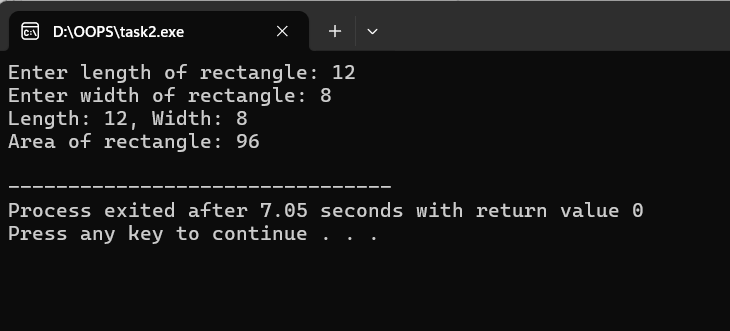 D:\OOPS\task2.exe
Enter length of rectangle: 12
Enter width of rectangle: 8
Length: 12, Width: 8
Area of rectangle: 96
--------------------------------
Process exited after 7.05 seconds with return value 0
Press any key to continue . . .